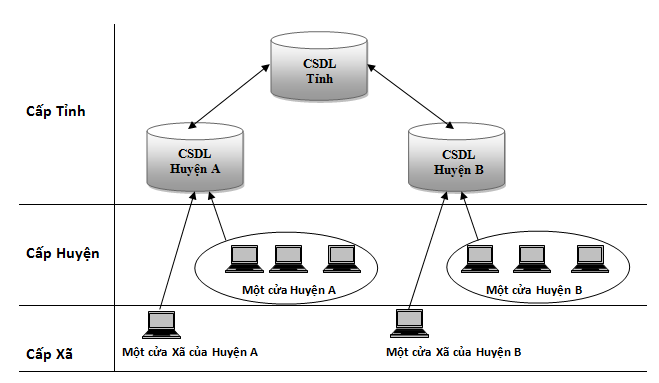 CSDL
Tỉnh
Cấp Tỉnh
CSDL
Huyện A
CSDL
Huyện B
Cấp Huyện
Một cửa Huyện A
Một cửa Huyện B
Cấp Xã
Một cửa Xã của Huyện A
Một cửa Xã của Huyện B